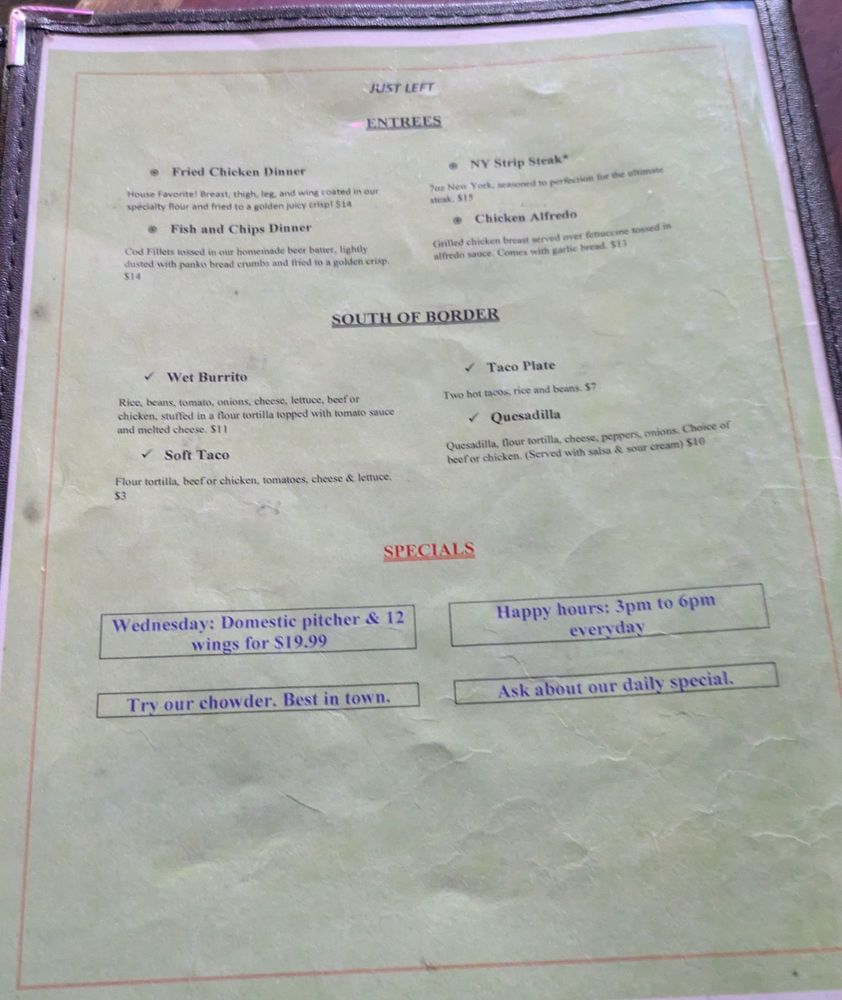 JUST LEFT
ENTREES
Fried Chicken Dinner
House Favorite! Breast, thigh, leg, and wing coated in our
specialty flour and fried to a golden juicy crisp! $14
Fish and Chips Dinner
Cod Fillets tossed in our homemade beer batter, lightly
dusted with panko bread crumbs and fried to a golden crisp.
$14
NY Strip Steak*
7oz New York, seasoned to perfection for the ultimate
steak. $15
Chicken Alfredo
Grilled chicken breast served over fettuccine tossed in
alfredo sauce. Comes with garlic bread. $13
SOUTH OF BORDER
✓ Wet Burrito
Rice, beans, tomato, onions, cheese, lettuce, beef or
chicken, stuffed in a flour tortilla topped with tomato sauce
and melted cheese. $11
✓ Soft Taco
Flour tortilla, beef or chicken, tomatoes, cheese & lettuce.
$3
✓ Taco Plate
Two hot tacos, rice and beans. $7
✓ Quesadilla
Quesadilla, flour tortilla, cheese, peppers, onions. Choice of
beef or chicken. (Served with salsa & sour cream) $10
SPECIALS
Wednesday: Domestic pitcher & 12
wings for $19.99
Happy hours: 3pm to 6pm
everyday
Try our chowder. Best in town.
Ask about our daily special.